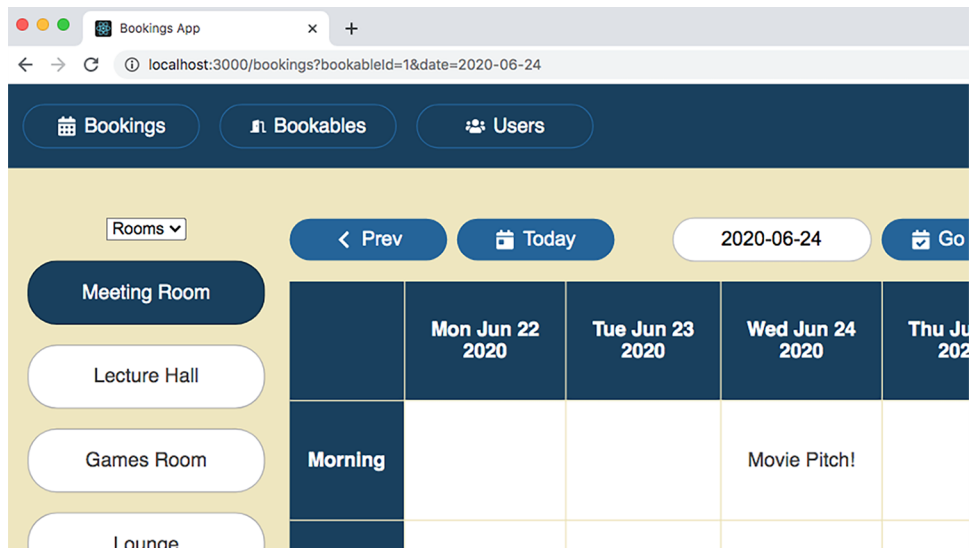 Bookings App
localhost:3000/bookings?bookableId=1&date=2020-06-24
Bookings
Bookables
Users
Rooms
Prev
Today
2020-06-24
Go
Meeting Room
Lecture Hall
Games Room
Lounge
Mon Jun 22
2020
Tue Jun 23
2020
Wed Jun 24
2020
Thu
Morning
Movie Pitch!